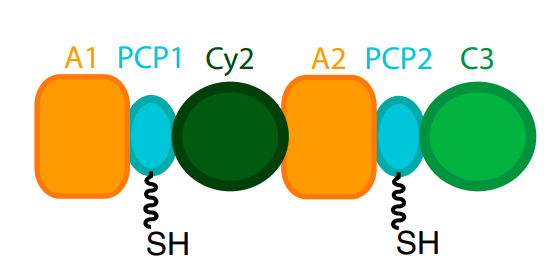 A1 PCP1 Cy2 A2 PCP2 C3
SH SH